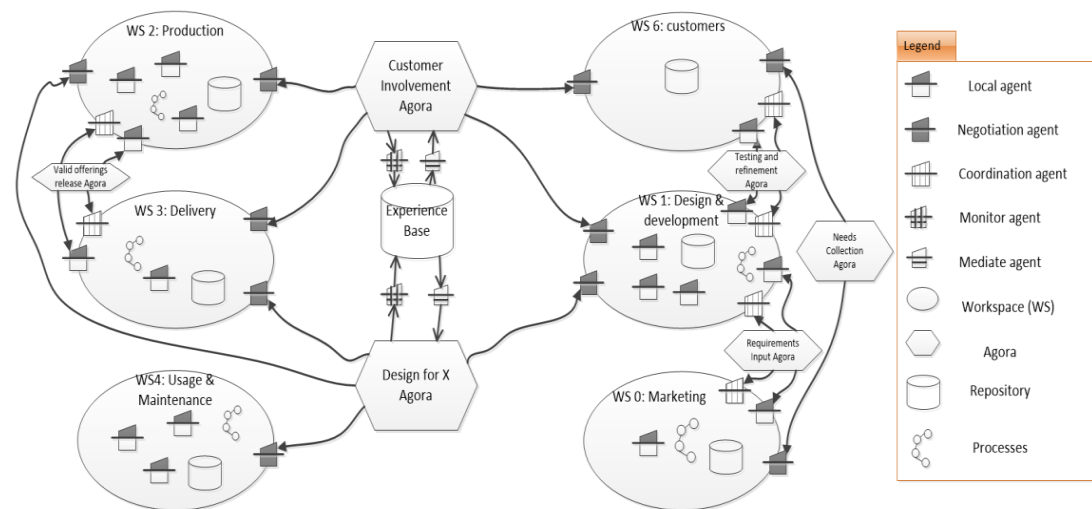 WS 2: Production
Customer
Involvement
Agora
WS 6: customers
Valid offerings
release Agora
Testing and
refinement
Agora
WS 3: Delivery
Experience
Base
WS 1: Design &
development
Needs
Collection
Agora
Requirements
Input Agora
WS4: Usage &
Maintenance
Design for X
Agora
WS 0: Marketing
Legend
Local agent
Negotiation agent
Coordination agent
Monitor agent
Mediate agent
Workspace (WS)
Agora
Repository
Processes